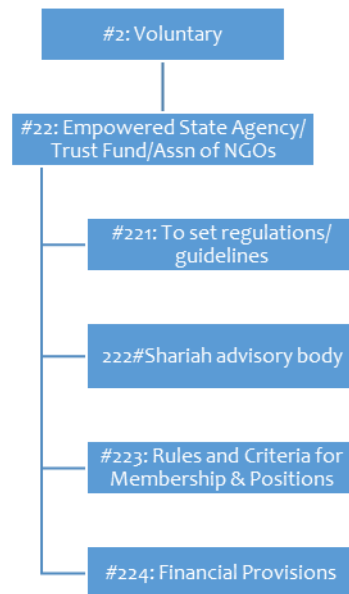 #2: Voluntary
#22: Empowered State Agency/
Trust Fund/Assn of NGOs
#221: To set regulations/
guidelines
222#Shariah advisory body
#223: Rules and Criteria for
Membership & Positions
#224: Financial Provisions